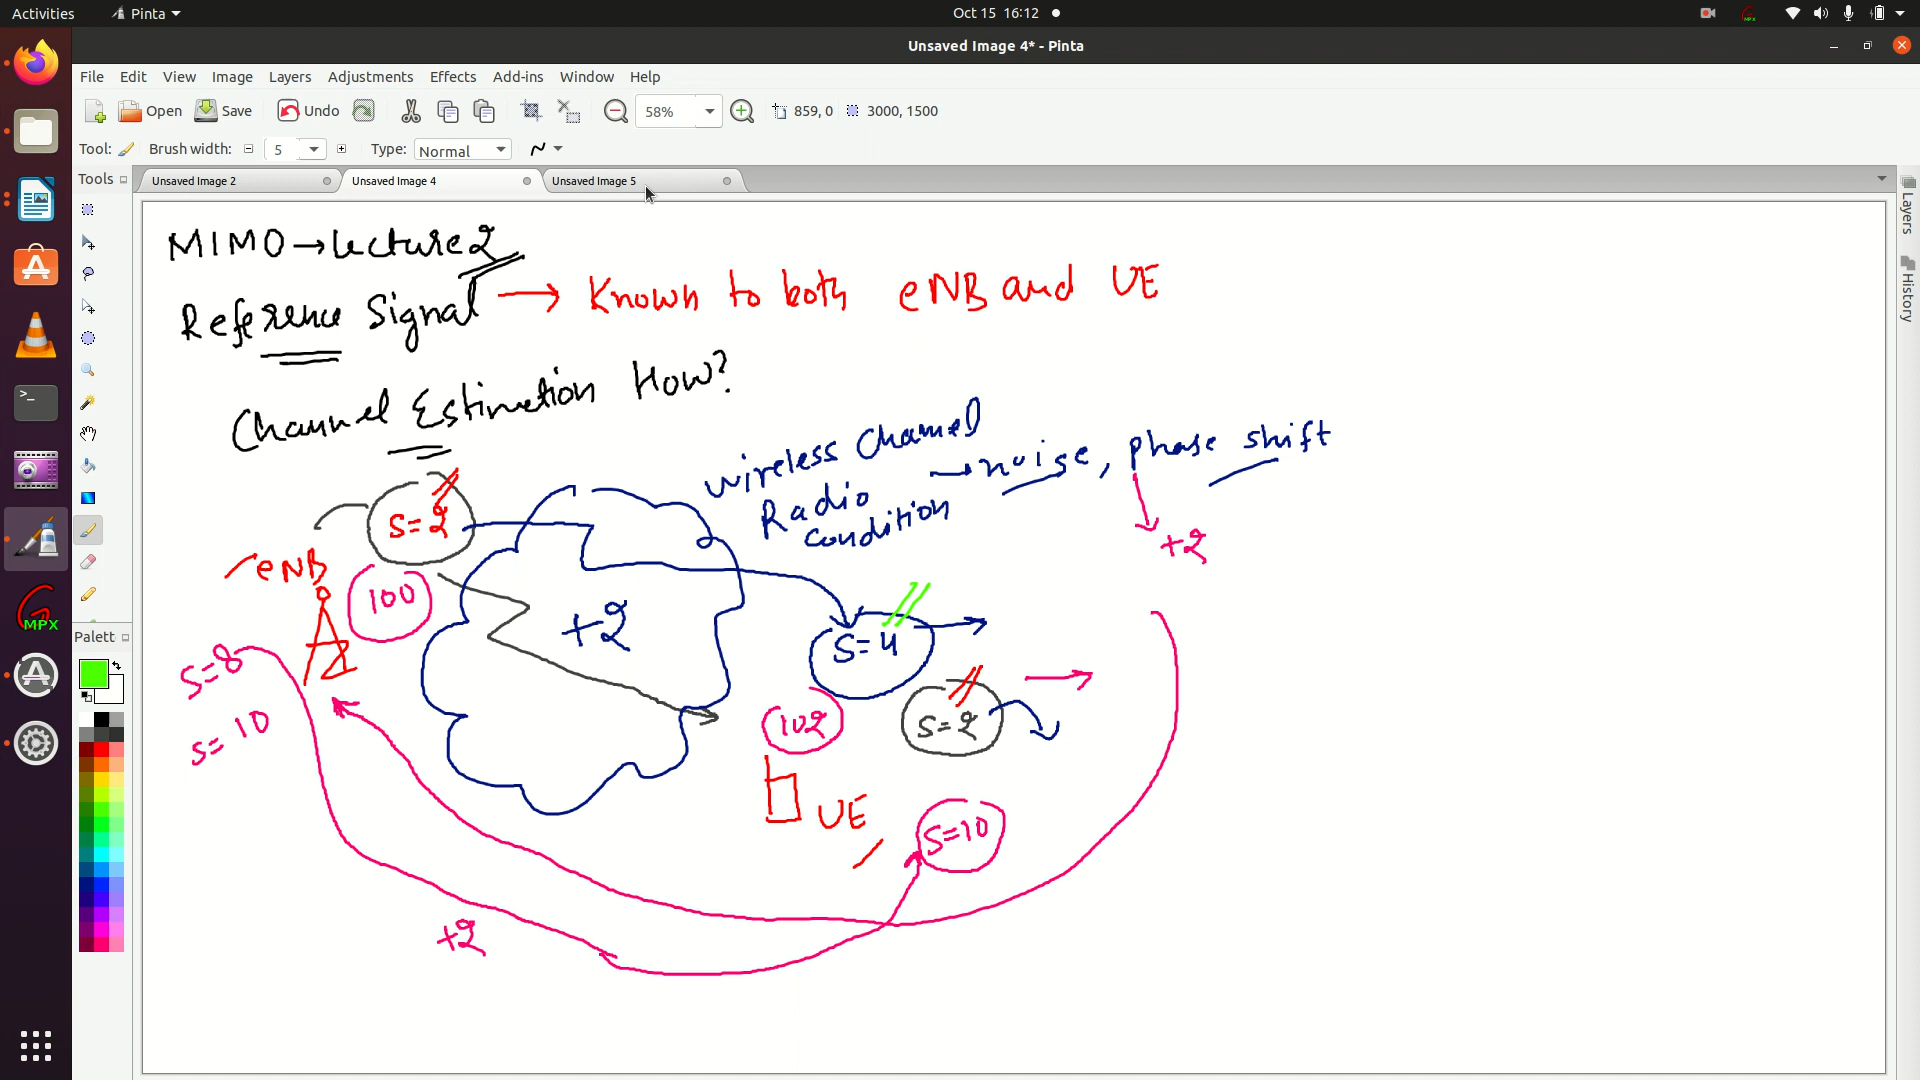 Activities
Pinta
Oct 15 16:12
MPX
Unsaved Image 4* - Pinta
File Edit View Image Layers Adjustments Effects Add-ins Window Help
Open Save Undo 58% 859, 0 3000, 1500
Tool: Brush width: 5 Type: Normal
Tools
Unsaved Image 2
Unsaved Image 4
Unsaved Image 5
Layers
History
Palett
MPX
MIMO→Lecture2
Reference Signal → Known to both eNB and UE
Channel Estimation How?
Wireless Channel
→ noise, phase shift
Radio
Condition
+2
S=2
eNB
100
+2
S=4
S=8
S=10
102
S=2
UE
S=10
+2